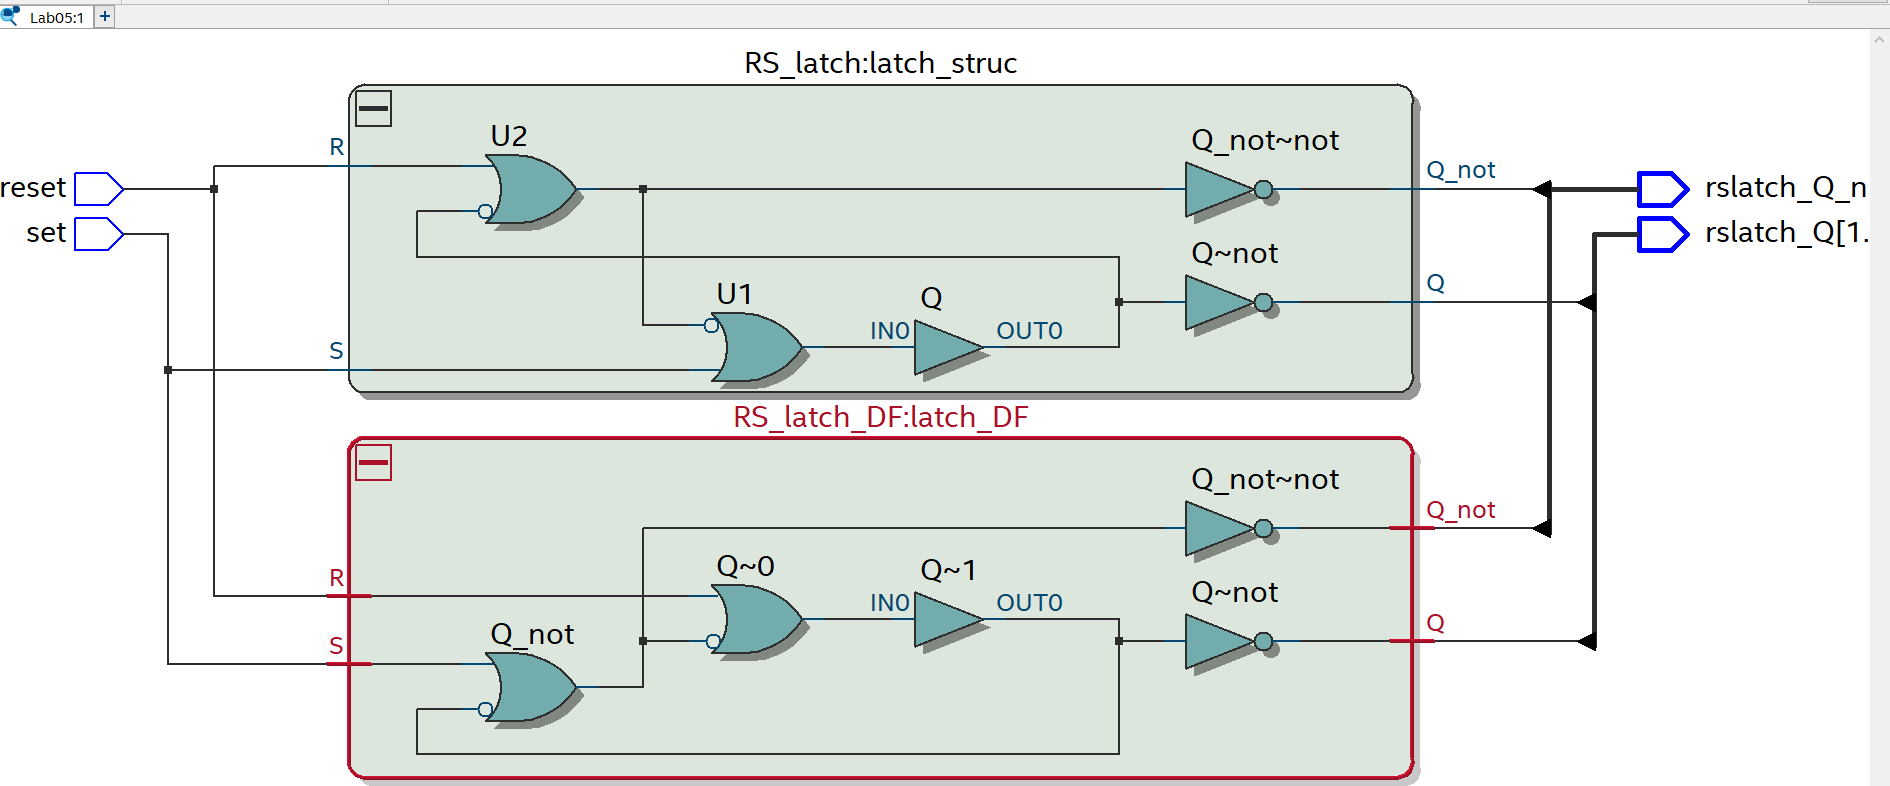 Lab05:1
RS_latch:latch_struc
U2
Q_not~not
R
Q_not
reset
rslatch_Q_n
set
rslatch_Q[1.
Q~not
U1
Q
Q
IN0
OUT0
S
RS_latch_DF:latch_DF
Q_not~not
Q_not
Q~0
Q~1
R
IN0
OUT0
Q~not
Q
Q_not
S